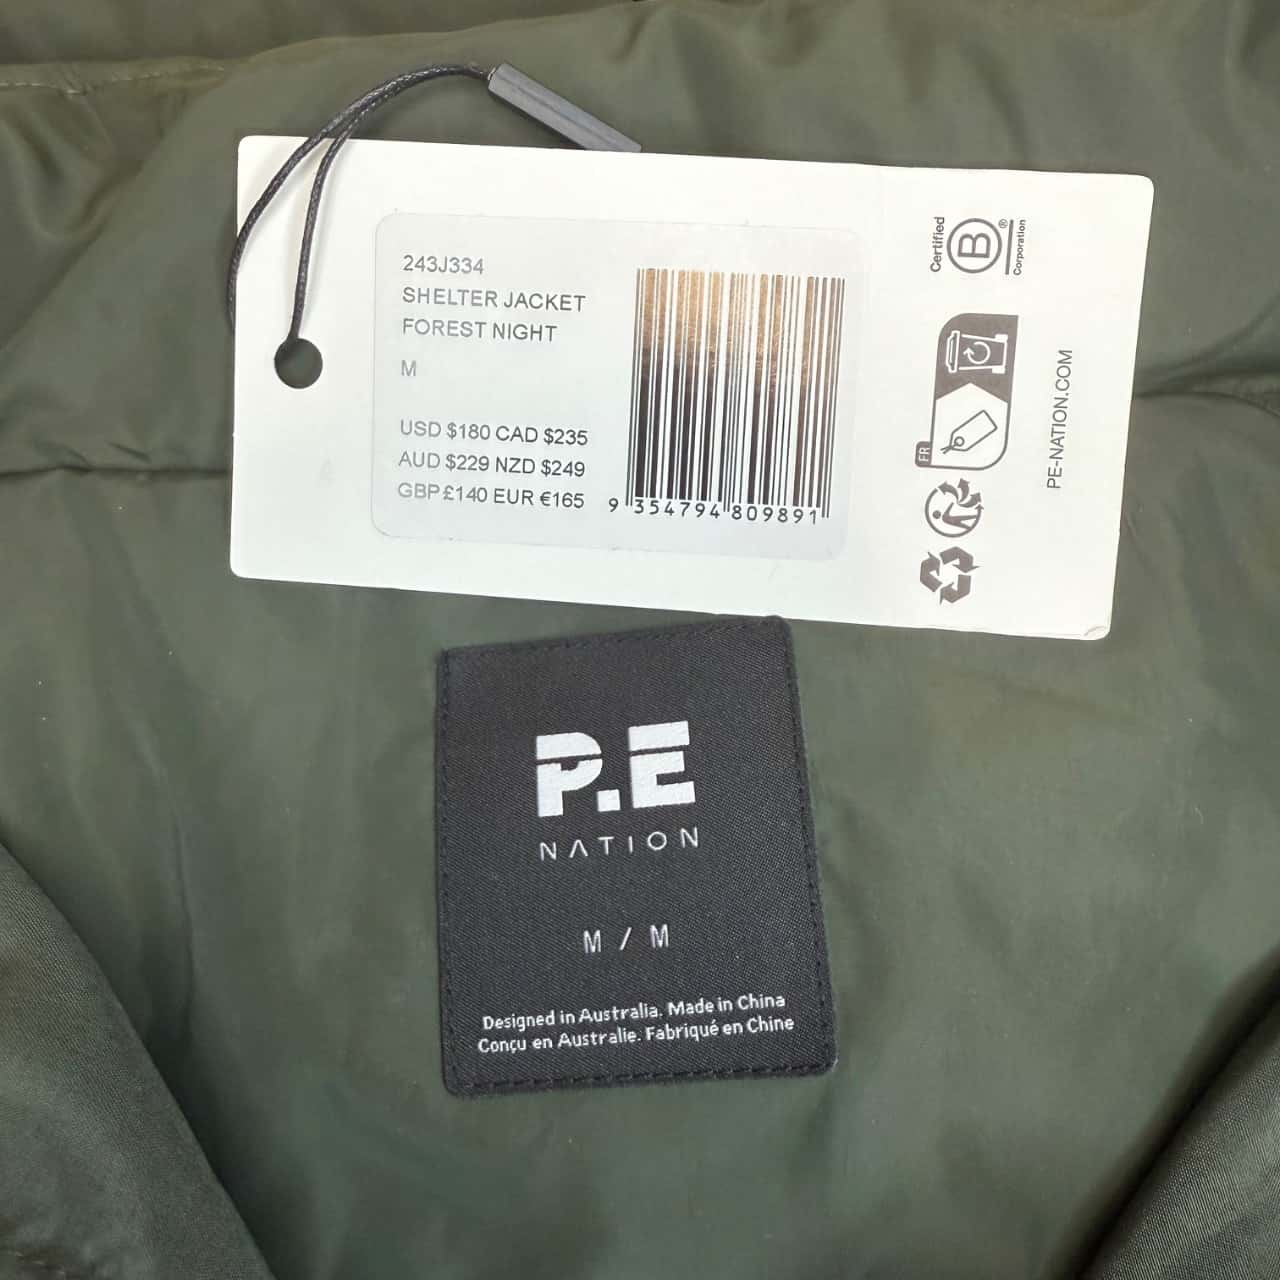 243J334
SHELTER JACKET
FOREST NIGHT
M
USD $180 CAD $235
AUD $229 NZD $249
GBP£140 EUR €165
9 354794 809891
Certified
B
®
Corporation
FR
PE-NATION.COM
P.E
NATION
M / M
Designed in Australia. Made in China
Conçu en Australie. Fabriqué en Chine